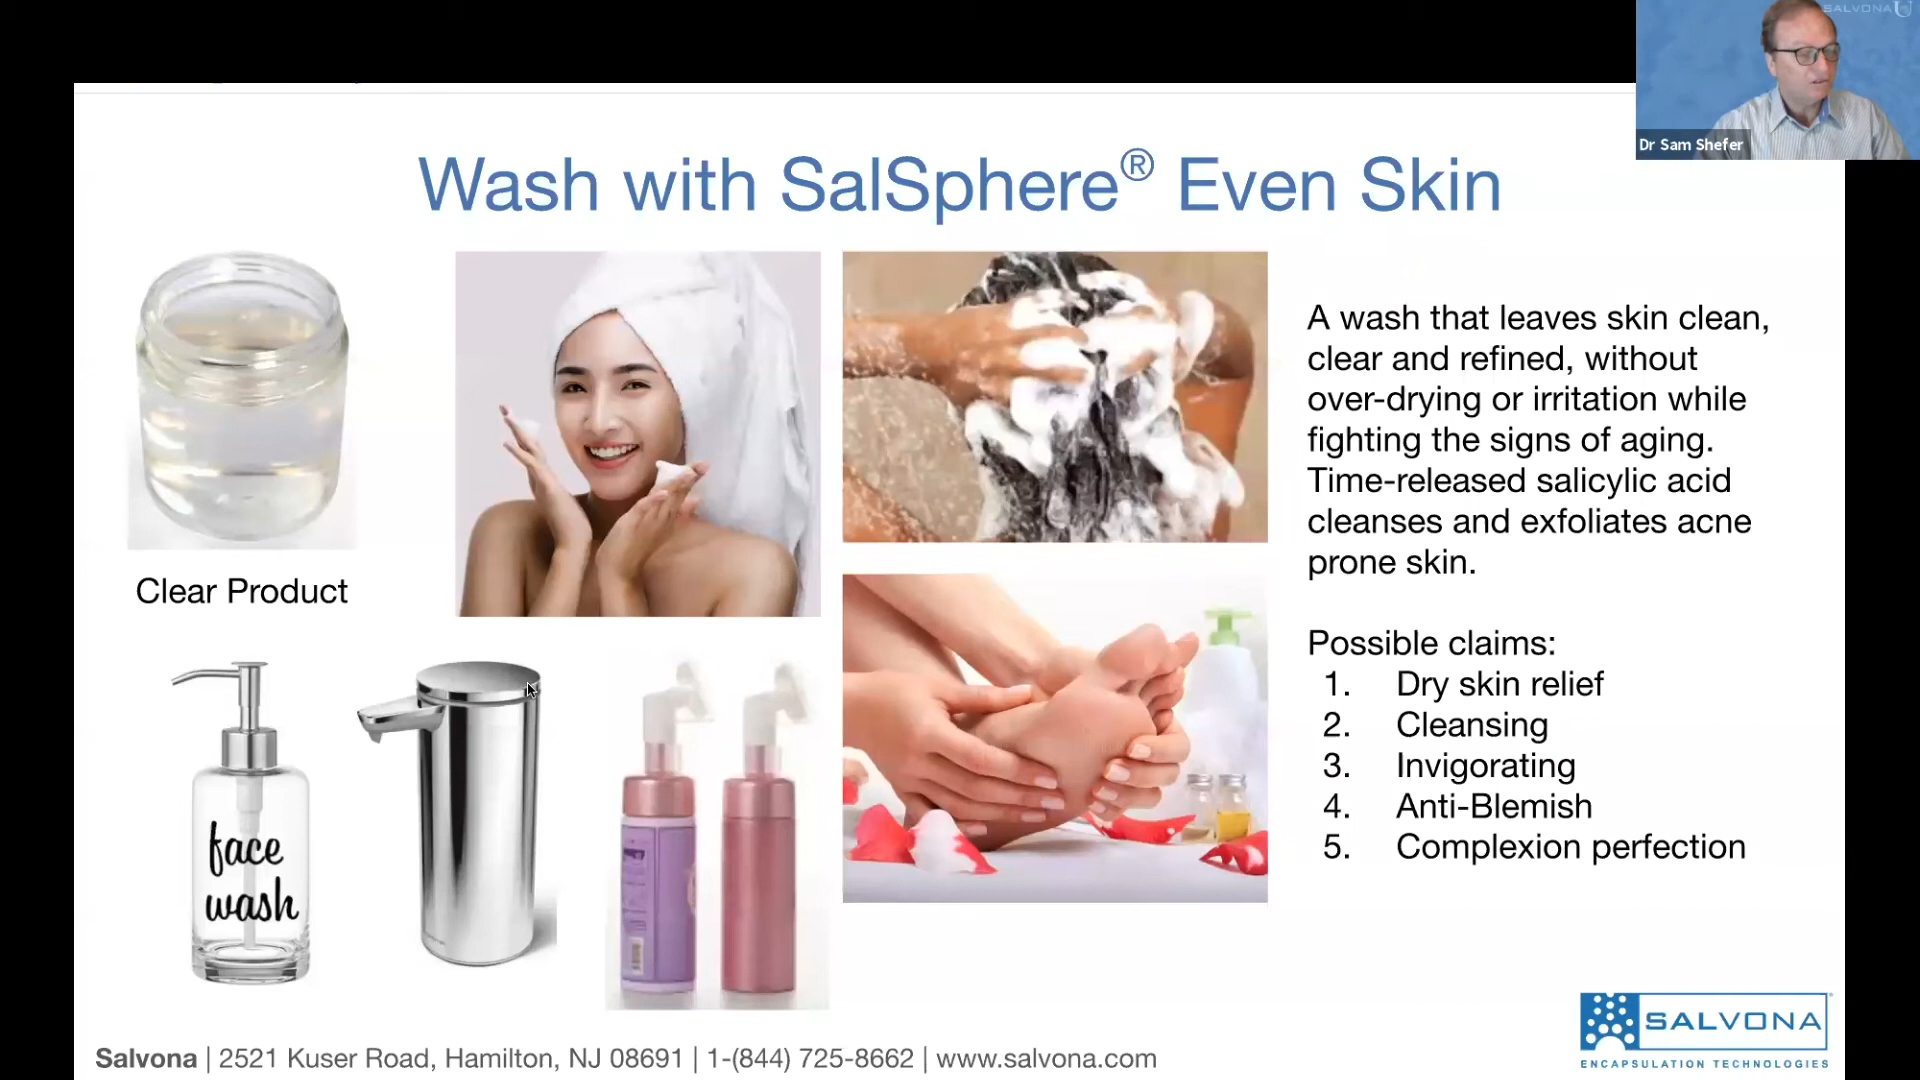 SALVONA U
Dr Sam Shefer
Wash with SalSphere® Even Skin
Clear Product
face
wash
A wash that leaves skin clean,
clear and refined, without
over-drying or irritation while
fighting the signs of aging.
Time-released salicylic acid
cleanses and exfoliates acne
prone skin.
Possible claims:
1. Dry skin relief
2. Cleansing
3. Invigorating
4. Anti-Blemish
5. Complexion perfection
SALVONA
ENCAPSULATION TECHNOLOGIES
Salvona | 2521 Kuser Road, Hamilton, NJ 08691 | 1-(844) 725-8662 | www.salvona.com